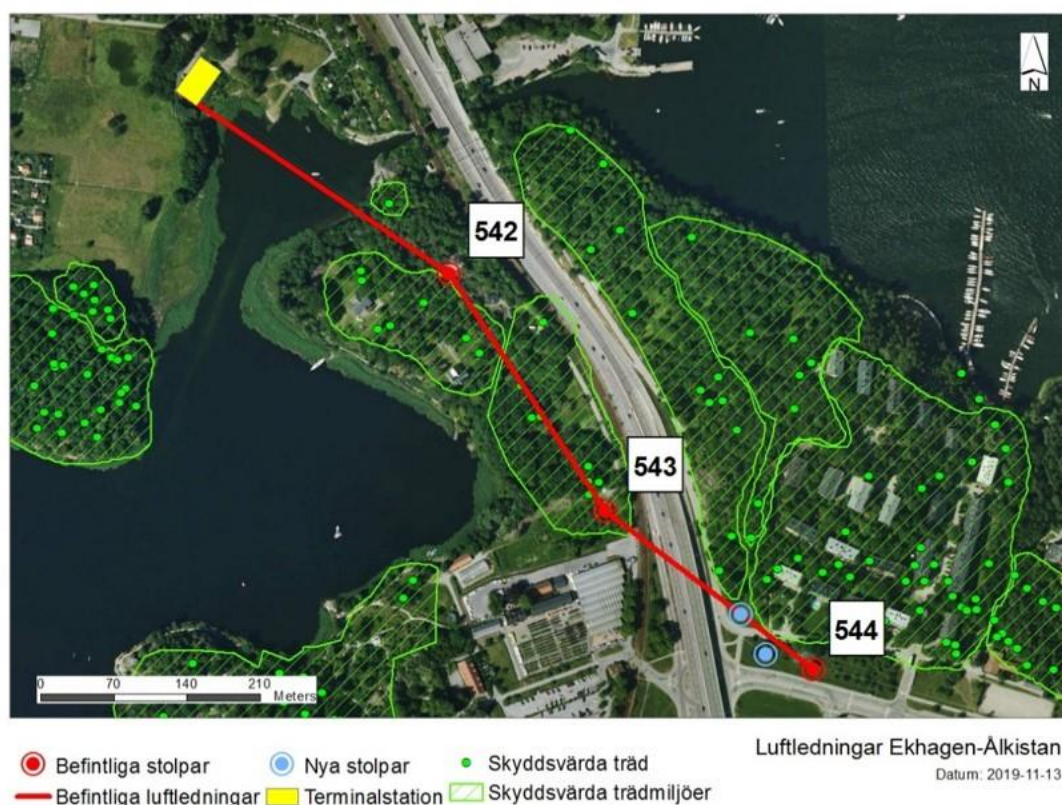 N
542
543
544
0 70 140 210
Meters
Befintliga stolpar
Nya stolpar
Skyddsvärda träd
Befintliga luftledningar
Terminalstation
Skyddsvärda trädmiljöer
Luftledningar Ekhagen-Ålkistan
Datum: 2019-11-13